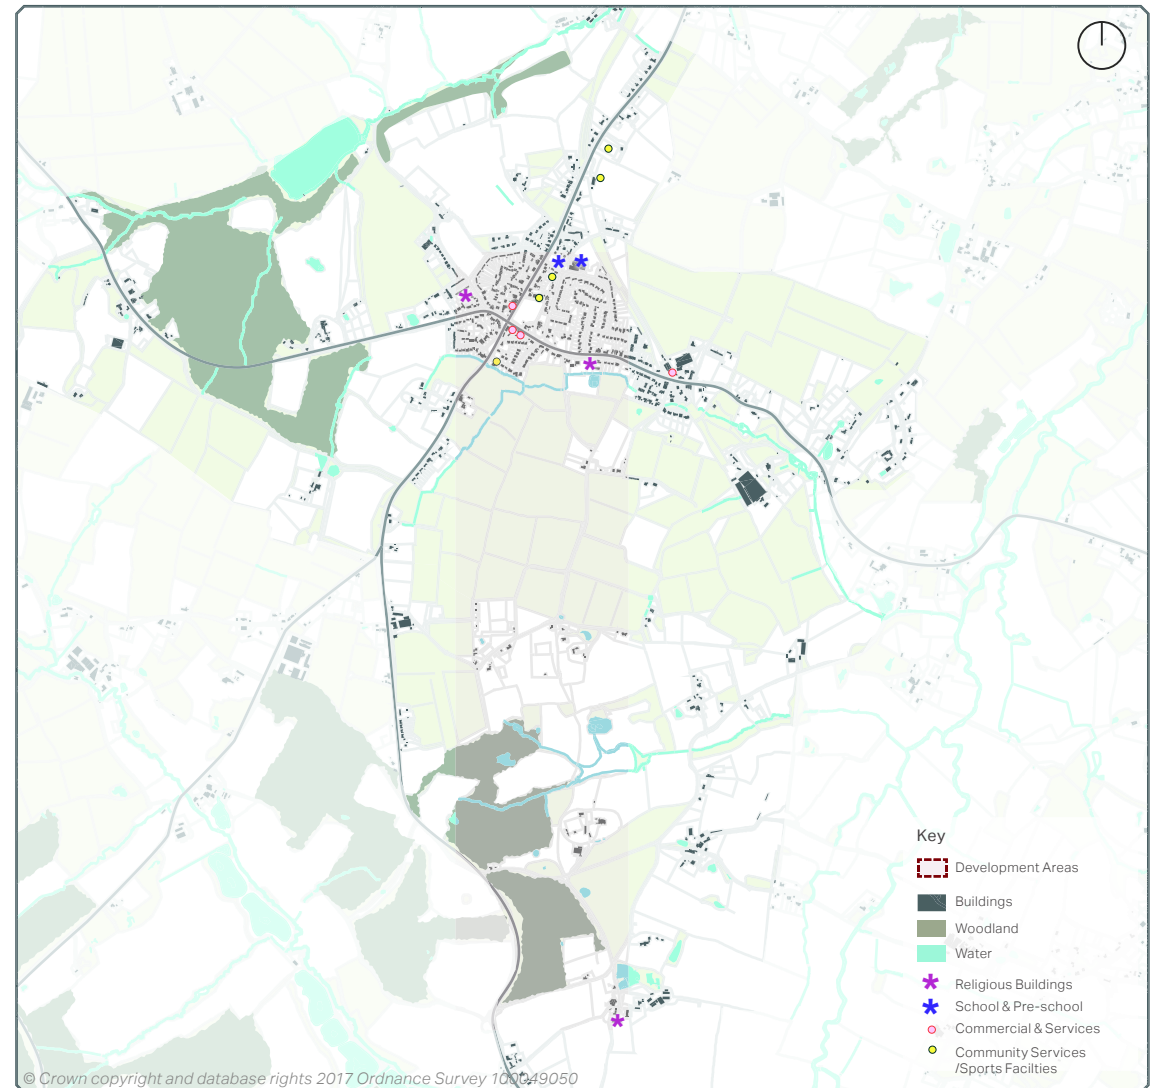 Key
Development Areas
Buildings
Woodland
Water
Religious Buildings
School & Pre-school
Commercial & Services
Community Services
/Sports Facilties
© Crown copyright and database rights 2017 Ordnance Survey 100049050